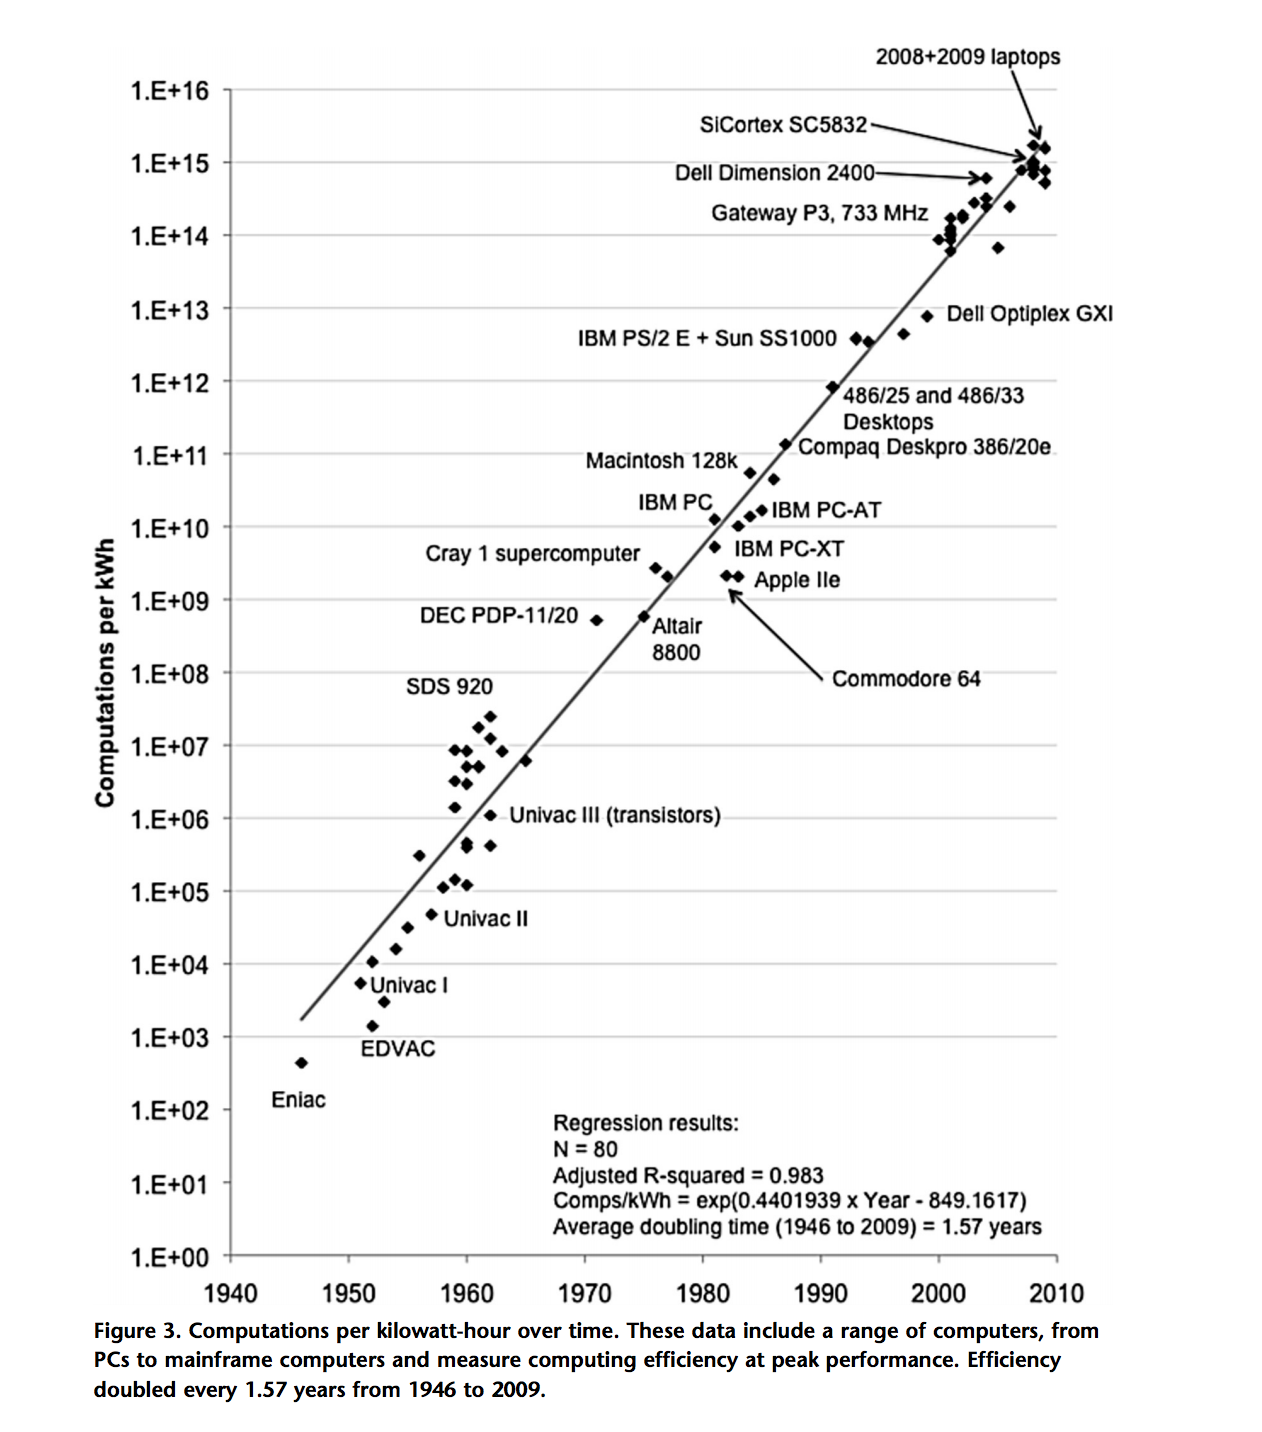 2008+2009 laptops
1.E+16
SiCortex SC5832
1.E+15
Dell Dimension 2400
Gateway P3, 733 MHz
1.E+14
1.E+13
Dell Optiplex GXI
IBM PS/2 E + Sun SS1000
1.E+12
486/25 and 486/33
Desktops
Compaq Deskpro 386/20e
1.E+11
Macintosh 128k
IBM PC
IBM PC-AT
1.E+10
IBM PC-XT
Cray 1 supercomputer
Apple IIe
1.E+09
DEC PDP-11/20
Altair
8800
1.E+08
Commodore 64
SDS 920
1.E+07
1.E+06
Univac III (transistors)
1.E+05
Univac II
1.E+04
Univac I
1.E+03
EDVAC
Eniac
1.E+02
1.E+01
1.E+00
Computations per kWh
Regression results:
N = 80
Adjusted R-squared = 0.983
Comps/kWh = exp(0.4401939 x Year - 849.1617)
Average doubling time (1946 to 2009) = 1.57 years
1940 1950 1960 1970 1980 1990 2000 2010
Figure 3. Computations per kilowatt-hour over time. These data include a range of computers, from
PCs to mainframe computers and measure computing efficiency at peak performance. Efficiency
doubled every 1.57 years from 1946 to 2009.